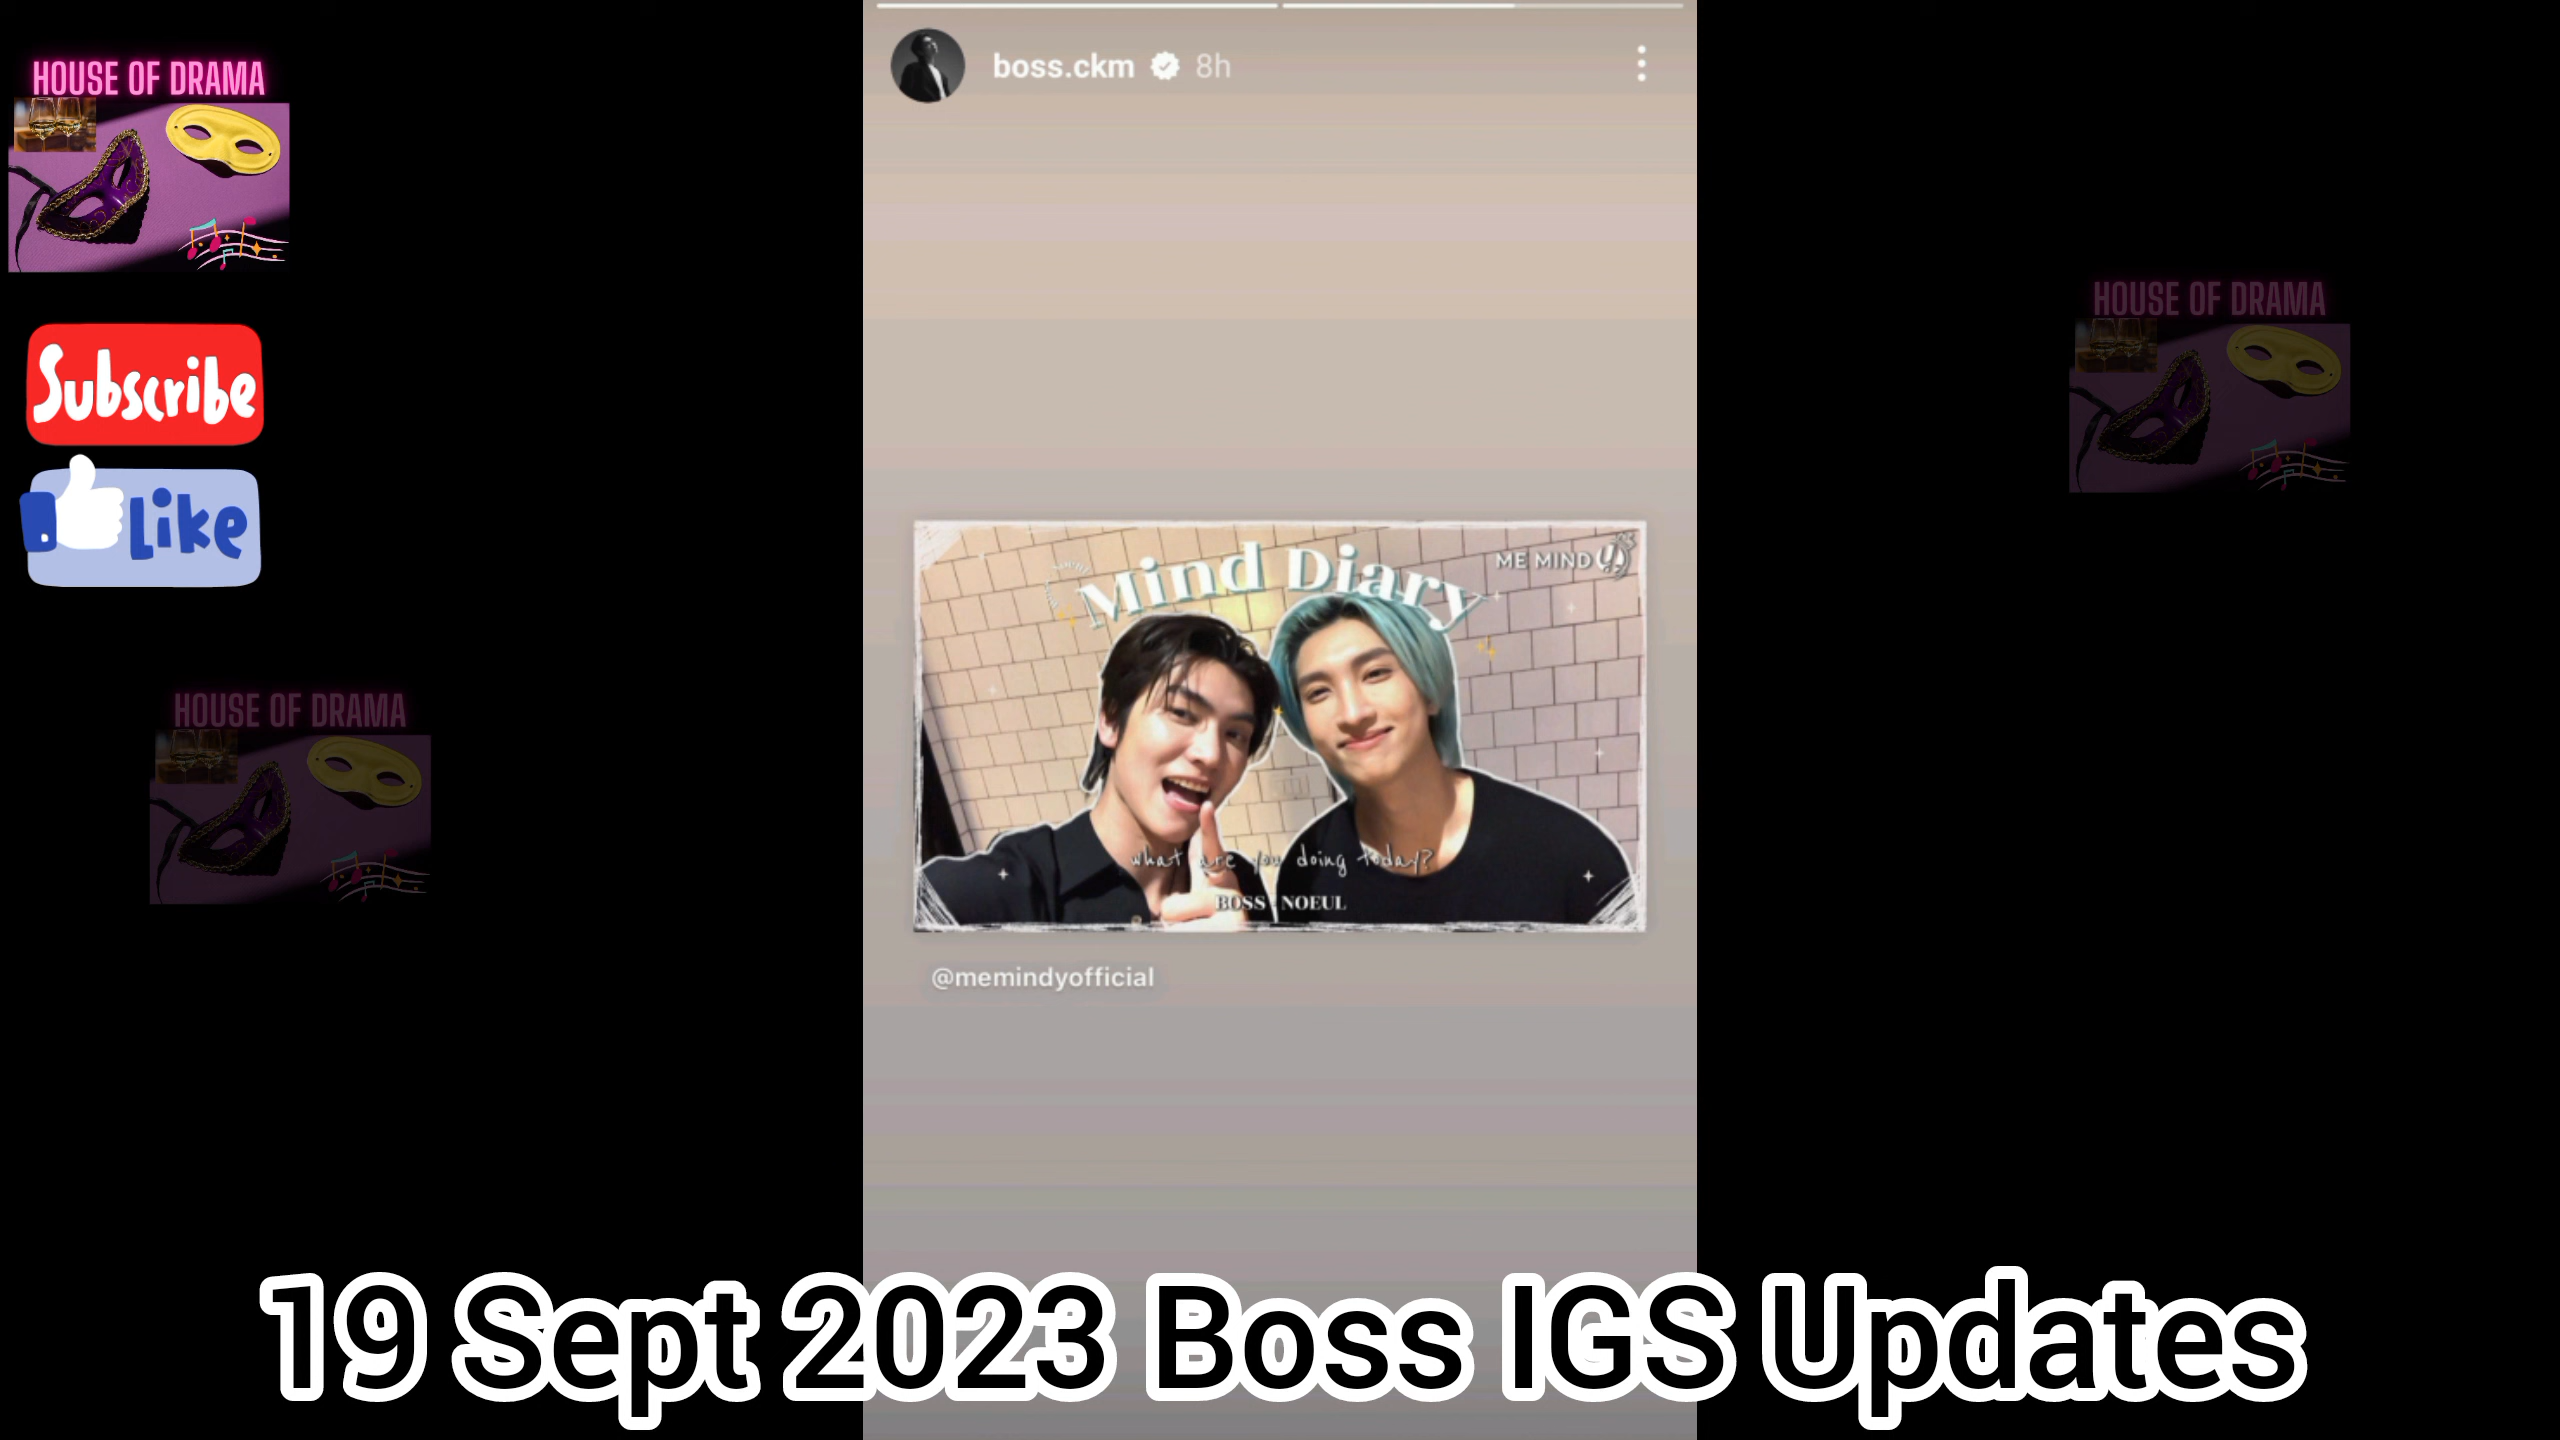 HOUSE OF DRAMA
Subscribe
Like
HOUSE OF DRAMA
boss.ckm 8h
Mind Diary
ME MIND Y
what are you doing today?
BOSS NOEUL
@memindyofficial
HOUSE OF DRAMA
19 Sept 2023 Boss IGS Updates